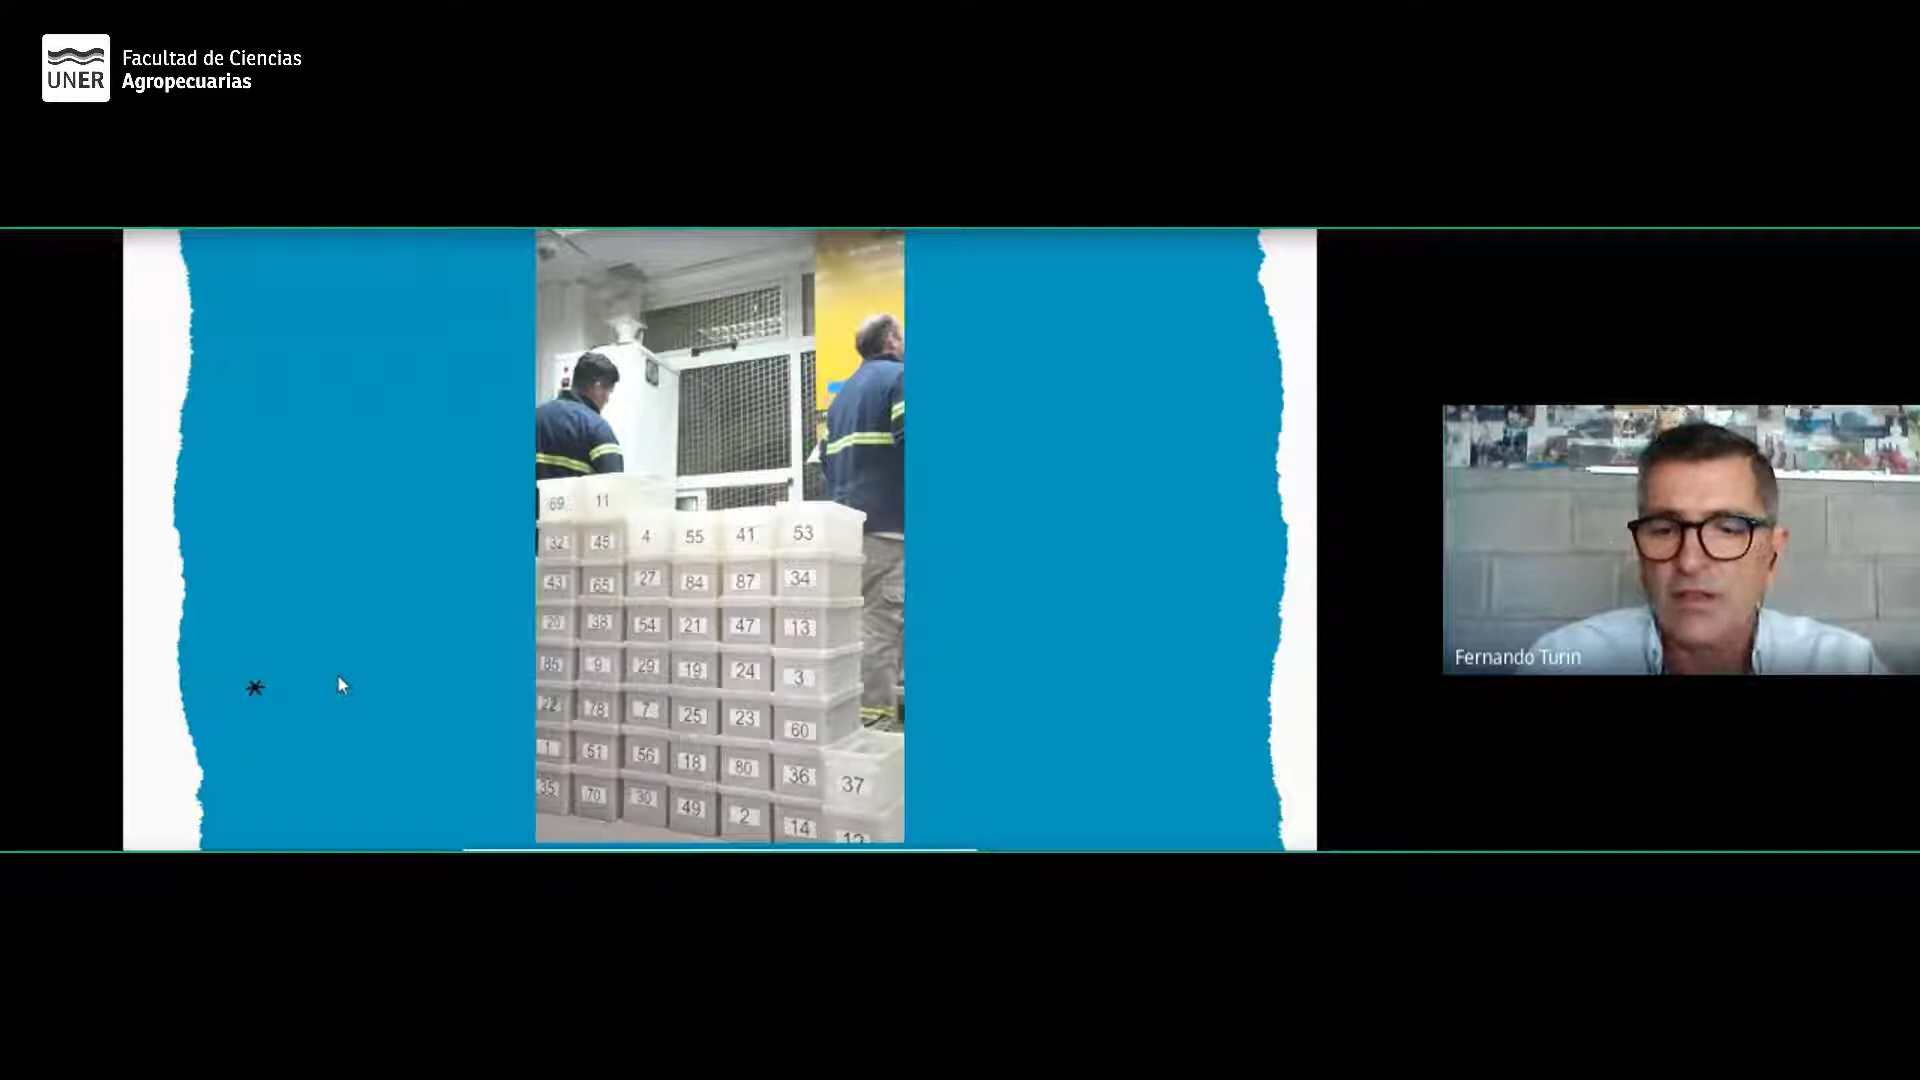 UNER
Facultad de Ciencias
Agropecuarias
69 11
32 45 4 55 41 53
43 65 27 84 87 34
20 38 54 21 47 13
85 9 29 19 24 3
22 78 7 25 23 60
1 51 56 18 80 36 37
35 70 30 49 2 14 12
Fernando Turin